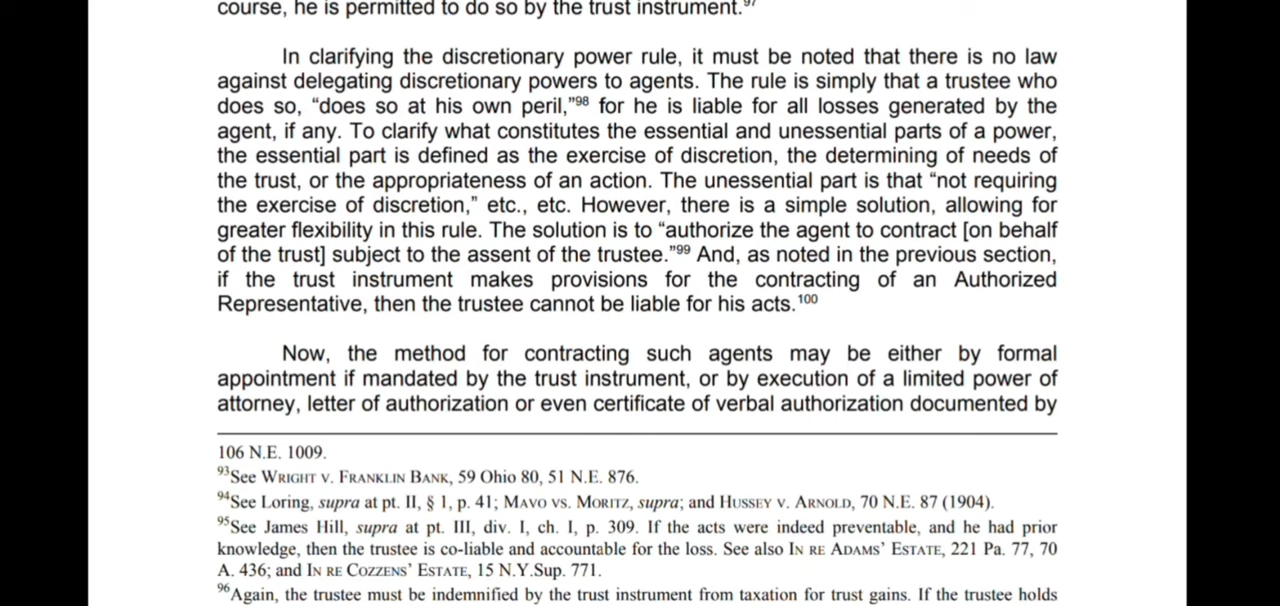 course, he is permitted to do so by the trust instrument.97
In clarifying the discretionary power rule, it must be noted that there is no law
against delegating discretionary powers to agents. The rule is simply that a trustee who
does so, “does so at his own peril,”98 for he is liable for all losses generated by the
agent, if any. To clarify what constitutes the essential and unessential parts of a power,
the essential part is defined as the exercise of discretion, the determining of needs of
the trust, or the appropriateness of an action. The unessential part is that “not requiring
the exercise of discretion,” etc., etc. However, there is a simple solution, allowing for
greater flexibility in this rule. The solution is to “authorize the agent to contract [on behalf
of the trust] subject to the assent of the trustee.”99 And, as noted in the previous section,
if the trust instrument makes provisions for the contracting of an Authorized
Representative, then the trustee cannot be liable for his acts.100
Now, the method for contracting such agents may be either by formal
appointment if mandated by the trust instrument, or by execution of a limited power of
attorney, letter of authorization or even certificate of verbal authorization documented by
106 N.E. 1009.
93See WRIGHT V. FRANKLIN BANK, 59 Ohio 80, 51 N.E. 876.
94See Loring, supra at pt. II, § 1, p. 41; MAVO VS. MORITZ, supra; and HUSSEY V. ARNOLD, 70 N.E. 87 (1904).
95See James Hill, supra at pt. III, div. I, ch. I, p. 309. If the acts were indeed preventable, and he had prior
knowledge, then the trustee is co-liable and accountable for the loss. See also IN RE ADAMS’ ESTATE, 221 Pa. 77, 70
A. 436; and IN RE COZZENS’ ESTATE, 15 N.Y.Sup. 771.
96Again, the trustee must be indemnified by the trust instrument from taxation for trust gains. If the trustee holds